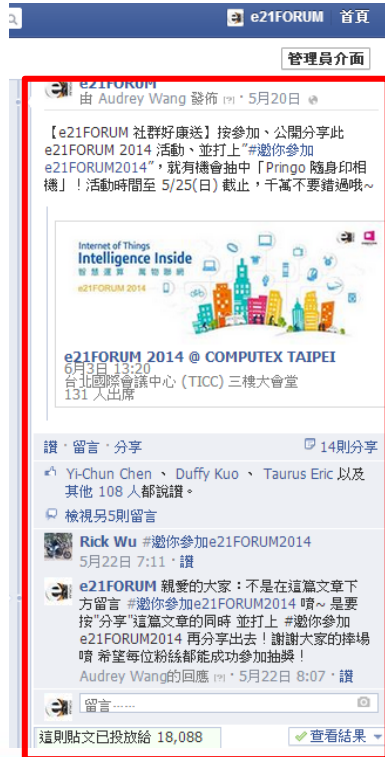 e21FORUM 首頁
管理員介面
e21FORUM
由 Audrey Wang 發佈 [?] · 5月20日
【e21FORUM 社群好康送】按參加、公開分享此
e21FORUM 2014 活動、並打上"#邀你參加
e21FORUM2014"，就有機會抽中「Pringo 隨身印相
機」！活動時間至 5/25(日) 截止，千萬不要錯過哦~
Internet of Things
Intelligence Inside
智慧運算 萬物聯網
e21FORUM 2014
e21FORUM 2014 @ COMPUTEX TAIPEI
6月3日 13:20
台北國際會議中心 (TICC) 三樓大會堂
131 人出席
讚 · 留言 · 分享 14則分享
Yi-Chun Chen 、 Duffy Kuo 、 Taurus Eric 以及
其他 108 人都說讚。
檢視另5則留言
Rick Wu #邀你參加e21FORUM2014
5月22日 7:11 · 讚
e21FORUM 親愛的大家：不是在這篇文章下
方留言 #邀你參加e21FORUM2014 唷~ 是要
按"分享"這篇文章的同時 並打上 #邀你參加
e21FORUM2014 再分享出去！謝謝大家的捧場
唷 希望每位粉絲都能成功參加抽獎！
Audrey Wang的回應 [?] · 5月22日 8:07 · 讚
留言......
這則貼文已投放給 18,088 查看結果